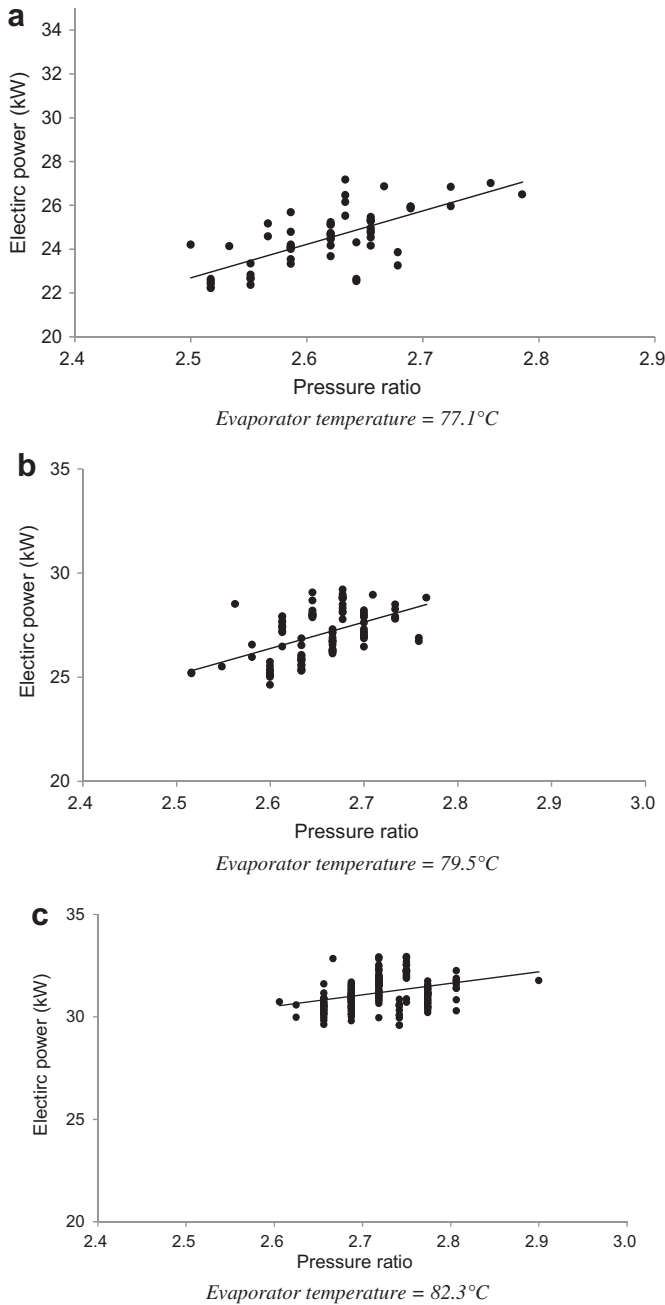 a
34
32
30
28
26
24
22
20
Electirc power (kW)
2.4 2.5 2.6 2.7 2.8 2.9
Pressure ratio
Evaporator temperature = 77.1°C
b
35
30
25
20
Electirc power (kW)
2.4 2.5 2.6 2.7 2.8 2.9 3.0
Pressure ratio
Evaporator temperature = 79.5°C
c
35
30
25
20
Electirc power (kW)
2.4 2.5 2.6 2.7 2.8 2.9 3.0
Pressure ratio
Evaporator temperature = 82.3°C